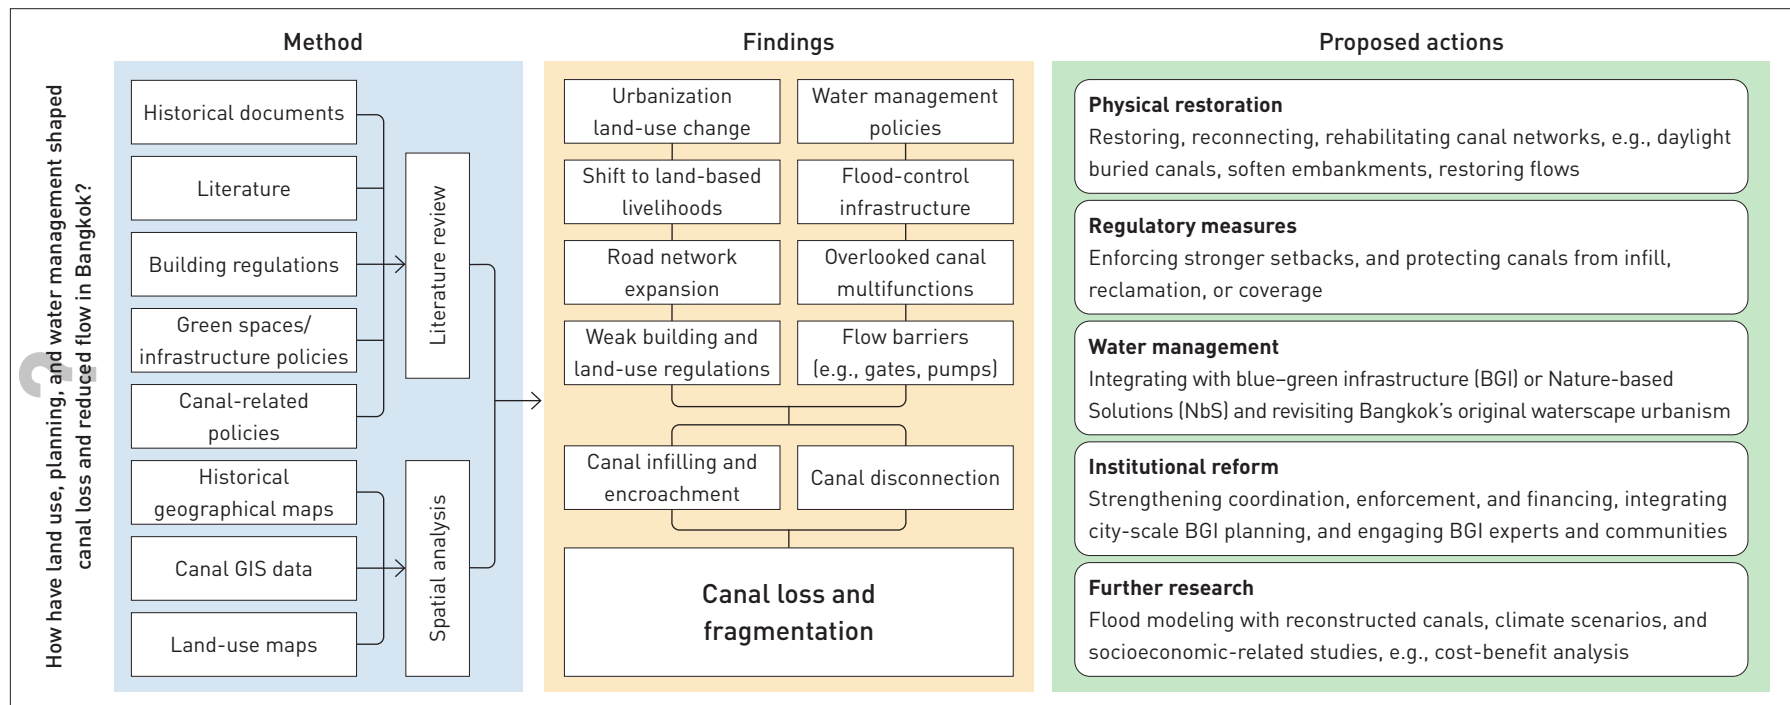 How have land use, planning, and water management shaped
canal loss and reduced flow in Bangkok?
?
Method
Historical documents
Literature
Building regulations
Green spaces/
infrastructure policies
Canal-related
policies
Historical
geographical maps
Canal GIS data
Land-use maps
Literature review
Spatial analysis
Findings
Urbanization
land-use change
Shift to land-based
livelihoods
Road network
expansion
Weak building and
land-use regulations
Water management
policies
Flood-control
infrastructure
Overlooked canal
multifunctions
Flow barriers
(e.g., gates, pumps)
Canal infilling and
encroachment
Canal disconnection
Canal loss and
fragmentation
Proposed actions
Physical restoration
Restoring, reconnecting, rehabilitating canal networks, e.g., daylight
buried canals, soften embankments, restoring flows
Regulatory measures
Enforcing stronger setbacks, and protecting canals from infill,
reclamation, or coverage
Water management
Integrating with blue–green infrastructure (BGI) or Nature-based
Solutions (NbS) and revisiting Bangkok’s original waterscape urbanism
Institutional reform
Strengthening coordination, enforcement, and financing, integrating
city-scale BGI planning, and engaging BGI experts and communities
Further research
Flood modeling with reconstructed canals, climate scenarios, and
socioeconomic-related studies, e.g., cost-benefit analysis